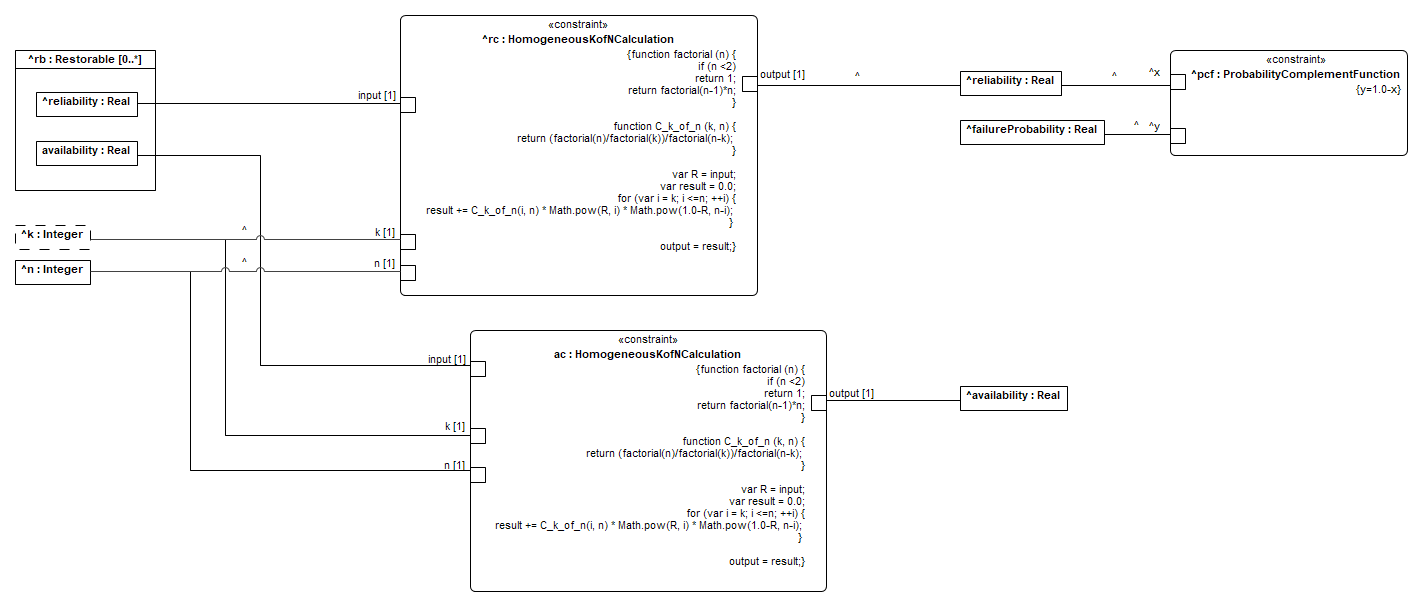 ^rb : Restorable [0..*]
^reliability : Real
availability : Real
^k : Integer
^n : Integer
^
^
«constraint»
^rc : HomogeneousKofNCalculation
{function factorial (n) {
if (n <2)
return 1;
return factorial(n-1)*n;
}
function C_k_of_n (k, n) {
return (factorial(n)/factorial(k))/factorial(n-k);
}
var R = input;
var result = 0.0;
for (var i = k; i <=n; ++i) {
result += C_k_of_n(i, n) * Math.pow(R, i) * Math.pow(1.0-R, n-i);
}
output = result;}
input [1]
k [1]
n [1]
output [1]
^
^reliability : Real
^
^x
^failureProbability : Real
^
^y
«constraint»
^pcf : ProbabilityComplementFunction
{y=1.0-x}
«constraint»
ac : HomogeneousKofNCalculation
{function factorial (n) {
if (n <2)
return 1;
return factorial(n-1)*n;
}
function C_k_of_n (k, n) {
return (factorial(n)/factorial(k))/factorial(n-k);
}
var R = input;
var result = 0.0;
for (var i = k; i <=n; ++i) {
result += C_k_of_n(i, n) * Math.pow(R, i) * Math.pow(1.0-R, n-i);
}
output = result;}
input [1]
k [1]
n [1]
output [1]
^availability : Real